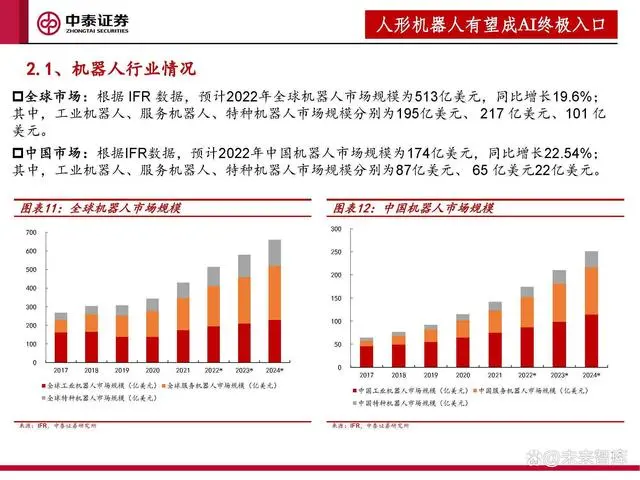 中泰证券
ZHONGTAI SECURITIES
人形机器人有望成AI终极入口
2.1、机器人行业情况
□全球市场：根据 IFR 数据，预计2022年全球机器人市场规模为513亿美元，同比增长19.6%；
其中，工业机器人、服务机器人、特种机器人市场规模分别为195亿美元、 217 亿美元、101 亿
美元。
□中国市场：根据IFR数据，预计2022年中国机器人市场规模为174亿美元，同比增长22.54%；
其中，工业机器人、服务机器人、特种机器人市场规模分别为87亿美元、 65 亿美元22亿美元。
图表11：全球机器人市场规模
700
600
500
400
300
200
100
0
2017 2018 2019 2020 2021 2022* 2023* 2024*
■全球工业机器人市场规模（亿美元） ■全球服务机器人市场规模（亿美元）
■全球特种机器人市场规模（亿美元）
来源：IFR，中泰证券研究所
图表12：中国机器人市场规模
300
250
200
150
100
50
0
2017 2018 2019 2020 2021 2022* 2023* 2024*
■中国工业机器人市场规模（亿美元） ■中国服务机器人市场规模（亿美元）
■中国特种机器人市场规模（亿美元）
来源：IFR，中泰证券研究所
@未来智库